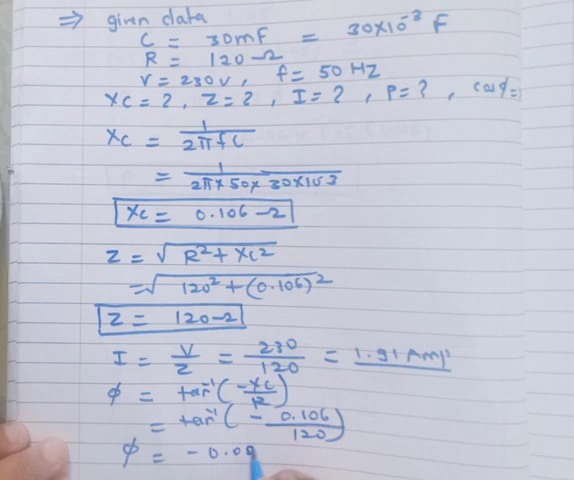 ⇒ given data
C = 30mF = 30×10⁻³ F
R = 120 Ω
V = 230 V, f = 50 HZ
Xc = ?, Z = ?, I = ?, P = ?, cosφ =
Xc = 1 / 2πfC
= 1 / 2π×50×30×10-3
Xc = 0.106 Ω
Z = √R²+Xc²
= √120²+(0.106)²
Z = 120 Ω
I = V/Z = 230/120 = 1.91 Amp
φ = tan⁻¹(-Xc/R)
= tan⁻¹(- 0.106/120)
φ = - 0.0